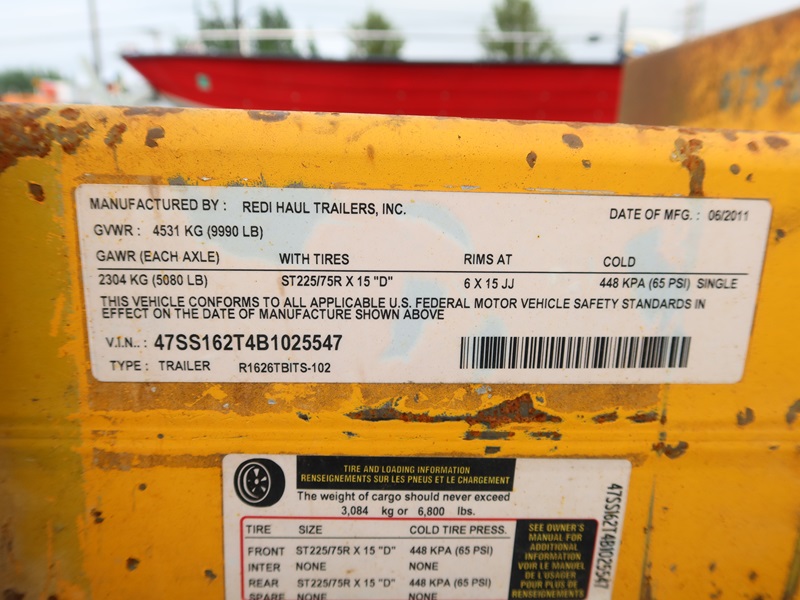 MANUFACTURED BY : REDI HAUL TRAILERS, INC. DATE OF MFG. : 06/2011
GVWR : 4531 KG (9990 LB)
GAWR (EACH AXLE) WITH TIRES RIMS AT COLD
2304 KG (5080 LB) ST225/75R X 15 "D" 6 X 15 JJ 448 KPA (65 PSI) SINGLE
THIS VEHICLE CONFORMS TO ALL APPLICABLE U.S. FEDERAL MOTOR VEHICLE SAFETY STANDARDS IN
EFFECT ON THE DATE OF MANUFACTURE SHOWN ABOVE
V.I.N.. : 47SS162T4B1025547
TYPE : TRAILER R1626TBITS-102
TIRE AND LOADING INFORMATION
RENSEIGNEMENTS SUR LES PNEUS ET LE CHARGEMENT
The weight of cargo should never exceed
3,084 kg or 6,800 lbs.
TIRE SIZE COLD TIRE PRESS.
FRONT ST225/75R X 15 "D" 448 KPA (65 PSI)
INTER NONE NONE
REAR ST225/75R X 15 "D" 448 KPA (65 PSI)
SPARE NONE NONE
SEE OWNER'S
MANUAL FOR
ADDITIONAL
INFORMATION
VOIR LE MANUEL
DE L'USAGER
POUR PLUS DE
RENSEIGNEMENTS
47SS162T4B1025547